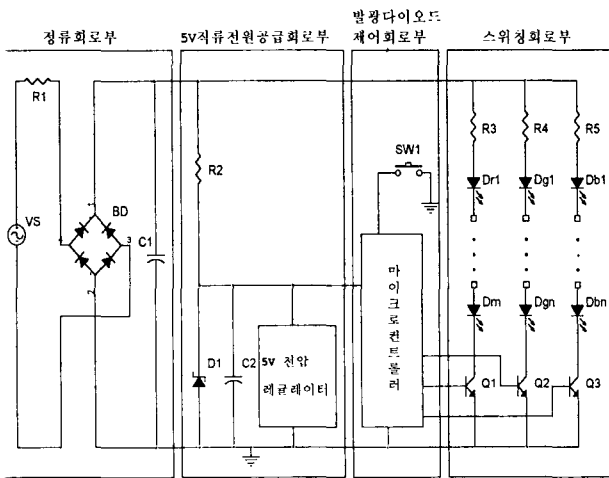 정류회로부
5V직류전원공급회로부
발광다이오드
제어회로부
스위칭회로부
R1
R2
SW1
R3
R4
R5
Dr1
Dg1
Db1
VS
BD
1
3
2
4
C1
마이크로컨트롤러
Drn
Dgn
Dbn
D1
C2
5V 전압
레귤레이터
Q1
Q2
Q3